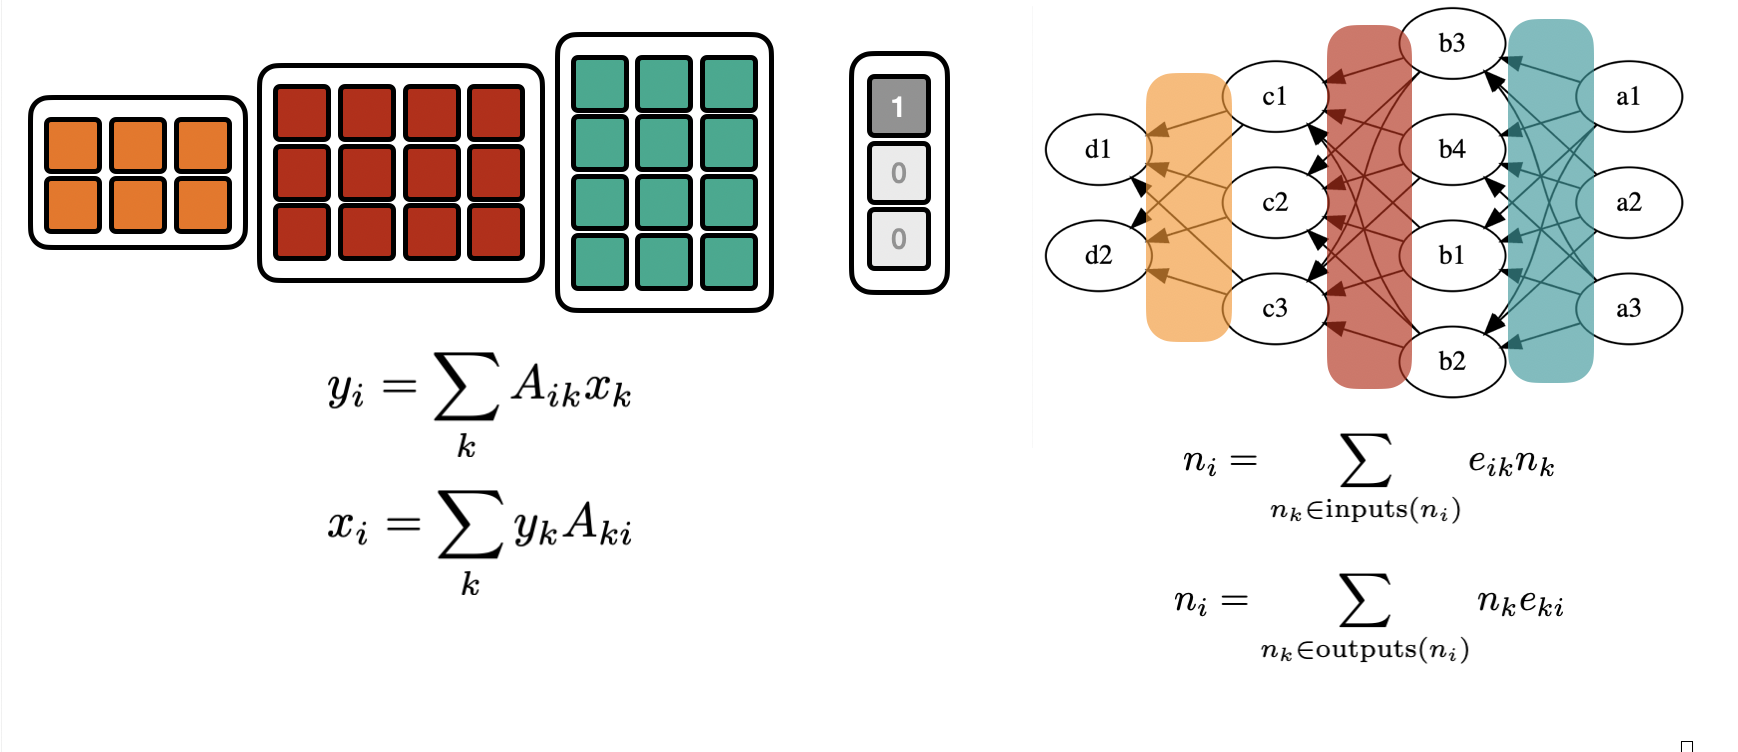 1
0
0
y_i = \sum_k A_{ik} x_k
x_i = \sum_k y_k A_{ki}
b3
c1
a1
d1
b4
c2
a2
d2
b1
c3
a3
b2
n_i = \sum_{n_k \in \text{inputs}(n_i)} e_{ik} n_k
n_i = \sum_{n_k \in \text{outputs}(n_i)} n_k e_{ki}